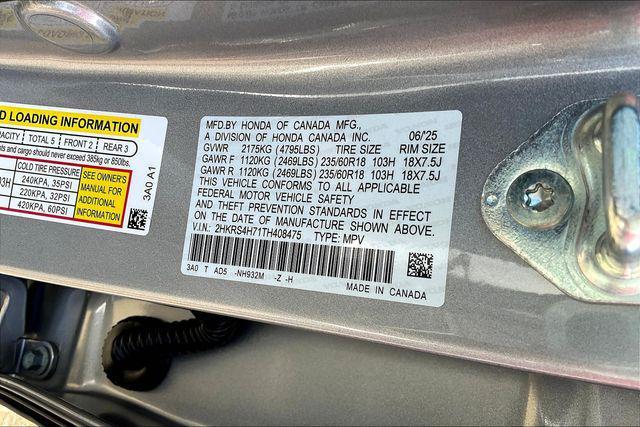 D LOADING INFORMATION
PACITY TOTAL 5 FRONT 2 REAR 3
nts and cargo should never exceed 385kg or 850lbs.
COLD TIRE PRESSURE
SEE OWNER'S
MANUAL FOR
ADDITIONAL
INFORMATION
03H 240KPA, 35PSI
220KPA, 32PSI
420KPA, 60PSI
3A0 A1
MFD.BY HONDA OF CANADA MFG.,
A DIVISION OF HONDA CANADA INC. 06/25
GVWR 2175KG (4795LBS) TIRE SIZE RIM SIZE
GAWR F 1120KG (2469LBS) 235/60R18 103H 18X7.5J
GAWR R 1120KG (2469LBS) 235/60R18 103H 18X7.5J
THIS VEHICLE CONFORMS TO ALL APPLICABLE
FEDERAL MOTOR VEHICLE SAFETY
AND THEFT PREVENTION STANDARDS IN EFFECT
ON THE DATE OF MANUFACTURE SHOWN ABOVE.
V.I.N.: 2HKRS4H71TH408475 TYPE: MPV
3A0 T AD5 -NH932M -Z -H
MADE IN CANADA